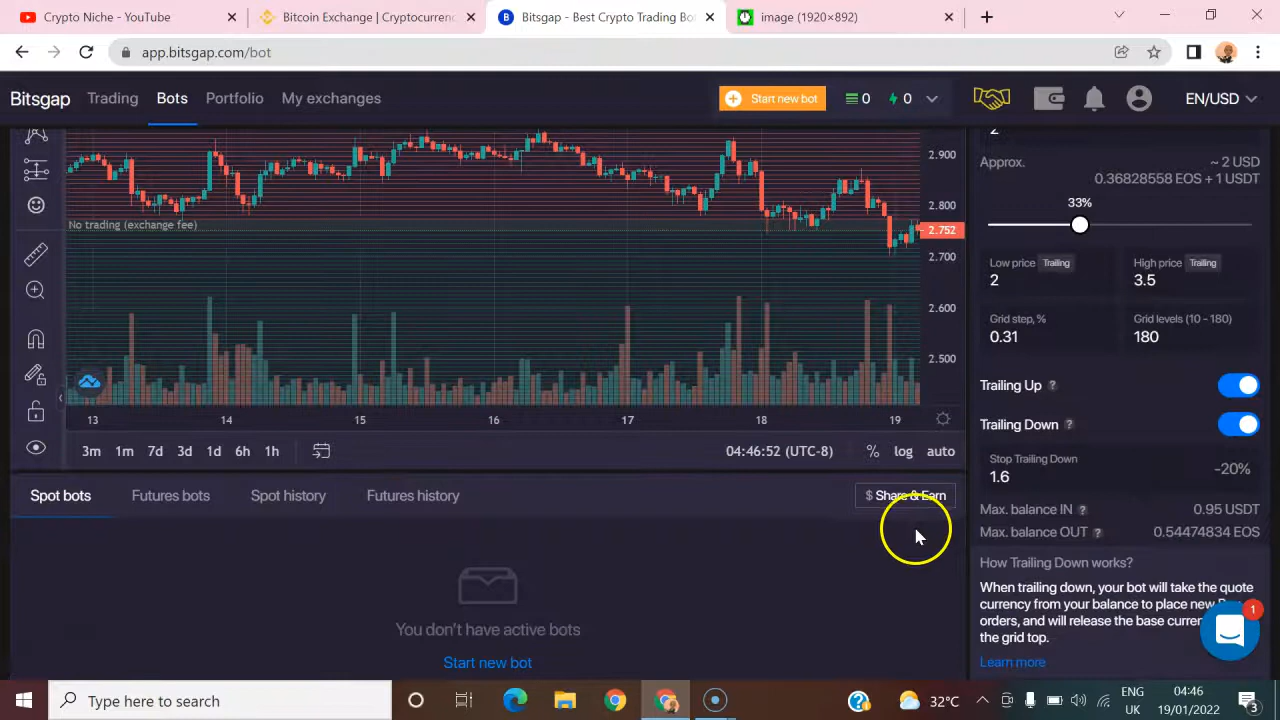 Crypto Niche - YouTube
Bitcoin Exchange | Cryptocurrenc
Bitsgap - Best Crypto Trading Bo
image (1920×892)
app.bitsgap.com/bot
Bitsgap
Trading
Bots
Portfolio
My exchanges
Start new bot
0
0
EN/USD
No trading (exchange fee)
2.900
2.800
2.752
2.700
2.600
2.500
13
14
15
16
17
18
19
3m
1m
7d
3d
1d
6h
1h
04:46:52 (UTC-8)
%
log
auto
2
Approx.
~ 2 USD
0.36828558 EOS + 1 USDT
33%
Low price Trailing
2
High price Trailing
3.5
Grid step, %
0.31
Grid levels (10 - 180)
180
Trailing Up ?
Trailing Down ?
Stop Trailing Down
1.6
-20%
Max. balance IN ?
0.95 USDT
Max. balance OUT ?
0.54474834 EOS
How Trailing Down works?
When trailing down, your bot will take the quote
currency from your balance to place new
orders, and will release the base curren
the grid top.
Learn more
1
Spot bots
Futures bots
Spot history
Futures history
$ Share & Earn
You don't have active bots
Start new bot
Type here to search
32°C
ENG
UK
04:46
19/01/2022
3